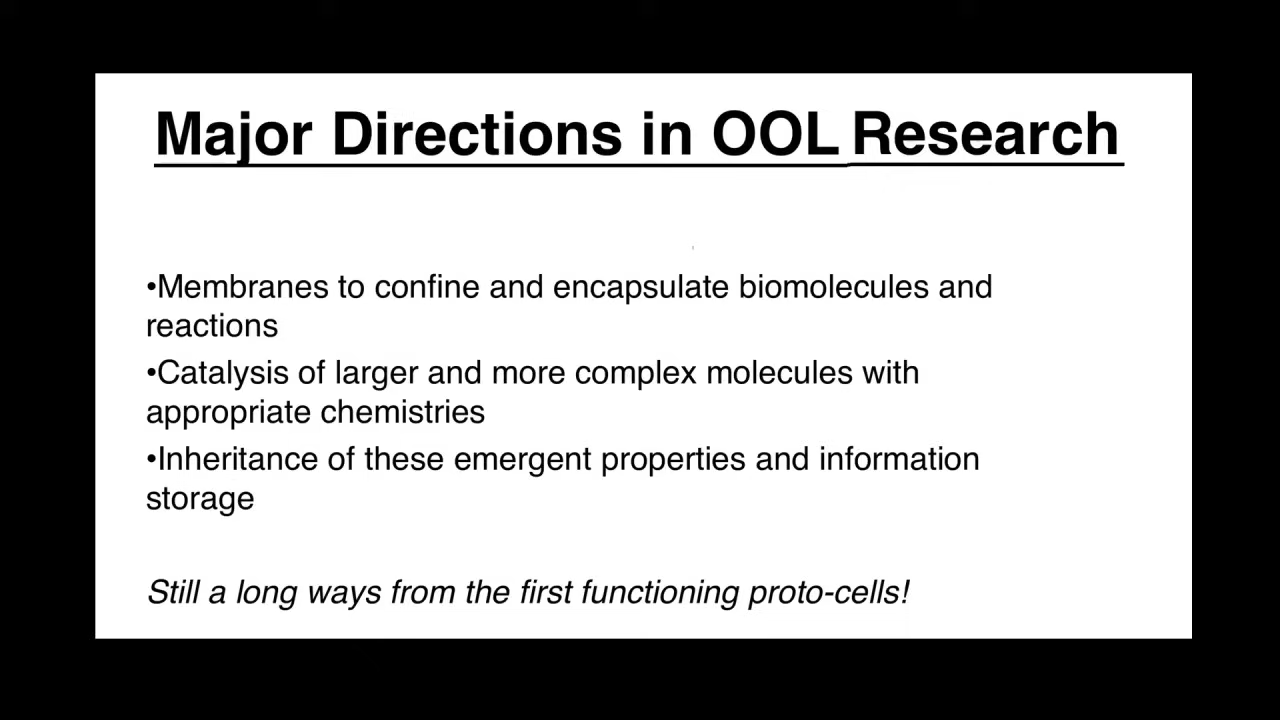 Major Directions in OOL Research
•Membranes to confine and encapsulate biomolecules and
reactions
•Catalysis of larger and more complex molecules with
appropriate chemistries
•Inheritance of these emergent properties and information
storage
Still a long ways from the first functioning proto-cells!